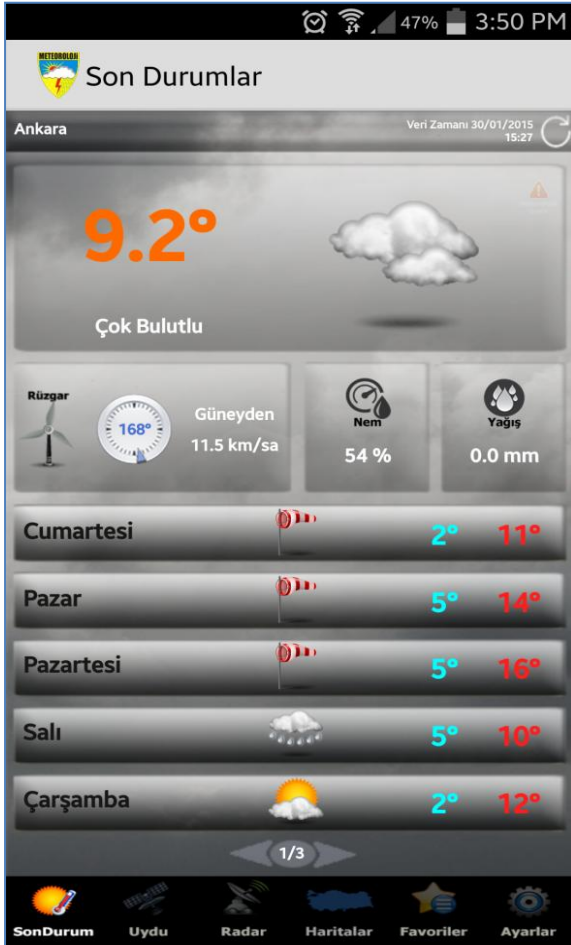 47% 3:50 PM
METEOROLOJİ
Son Durumlar
Ankara
Veri Zamanı 30/01/2015
15:27
9.2°
Çok Bulutlu
Rüzgar
168°
Güneyden
11.5 km/sa
Nem
54 %
Yağış
0.0 mm
Cumartesi 2° 11°
Pazar 5° 14°
Pazartesi 5° 16°
Salı 5° 10°
Çarşamba 2° 12°
1/3
SonDurum Uydu Radar Haritalar Favoriler Ayarlar